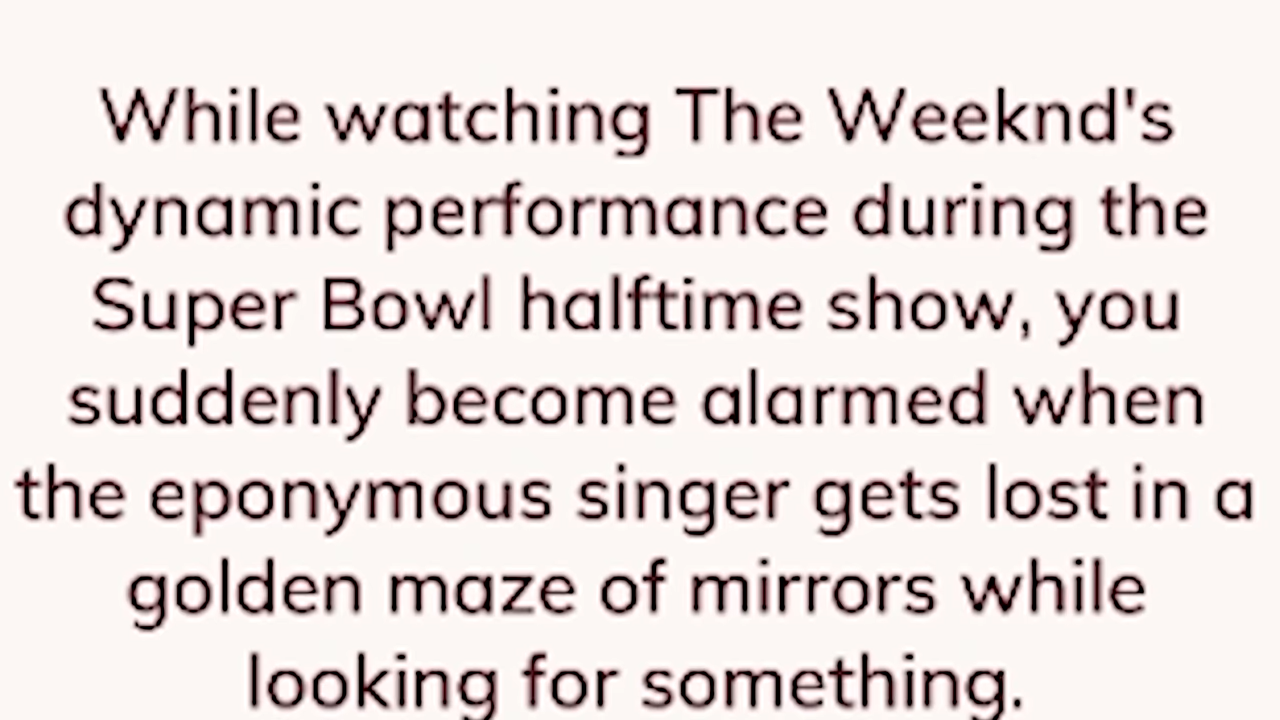 While watching The Weeknd's
dynamic performance during the
Super Bowl halftime show, you
suddenly become alarmed when
the eponymous singer gets lost in a
golden maze of mirrors while
looking for something.